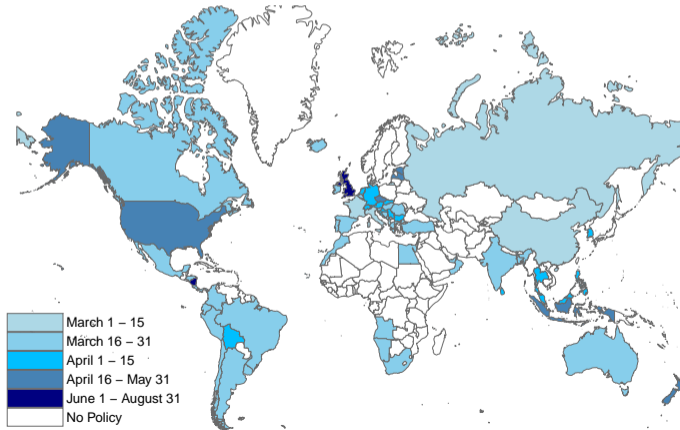 March 1 − 15
March 16 − 31
April 1 − 15
April 16 − May 31
June 1 − August 31
No Policy